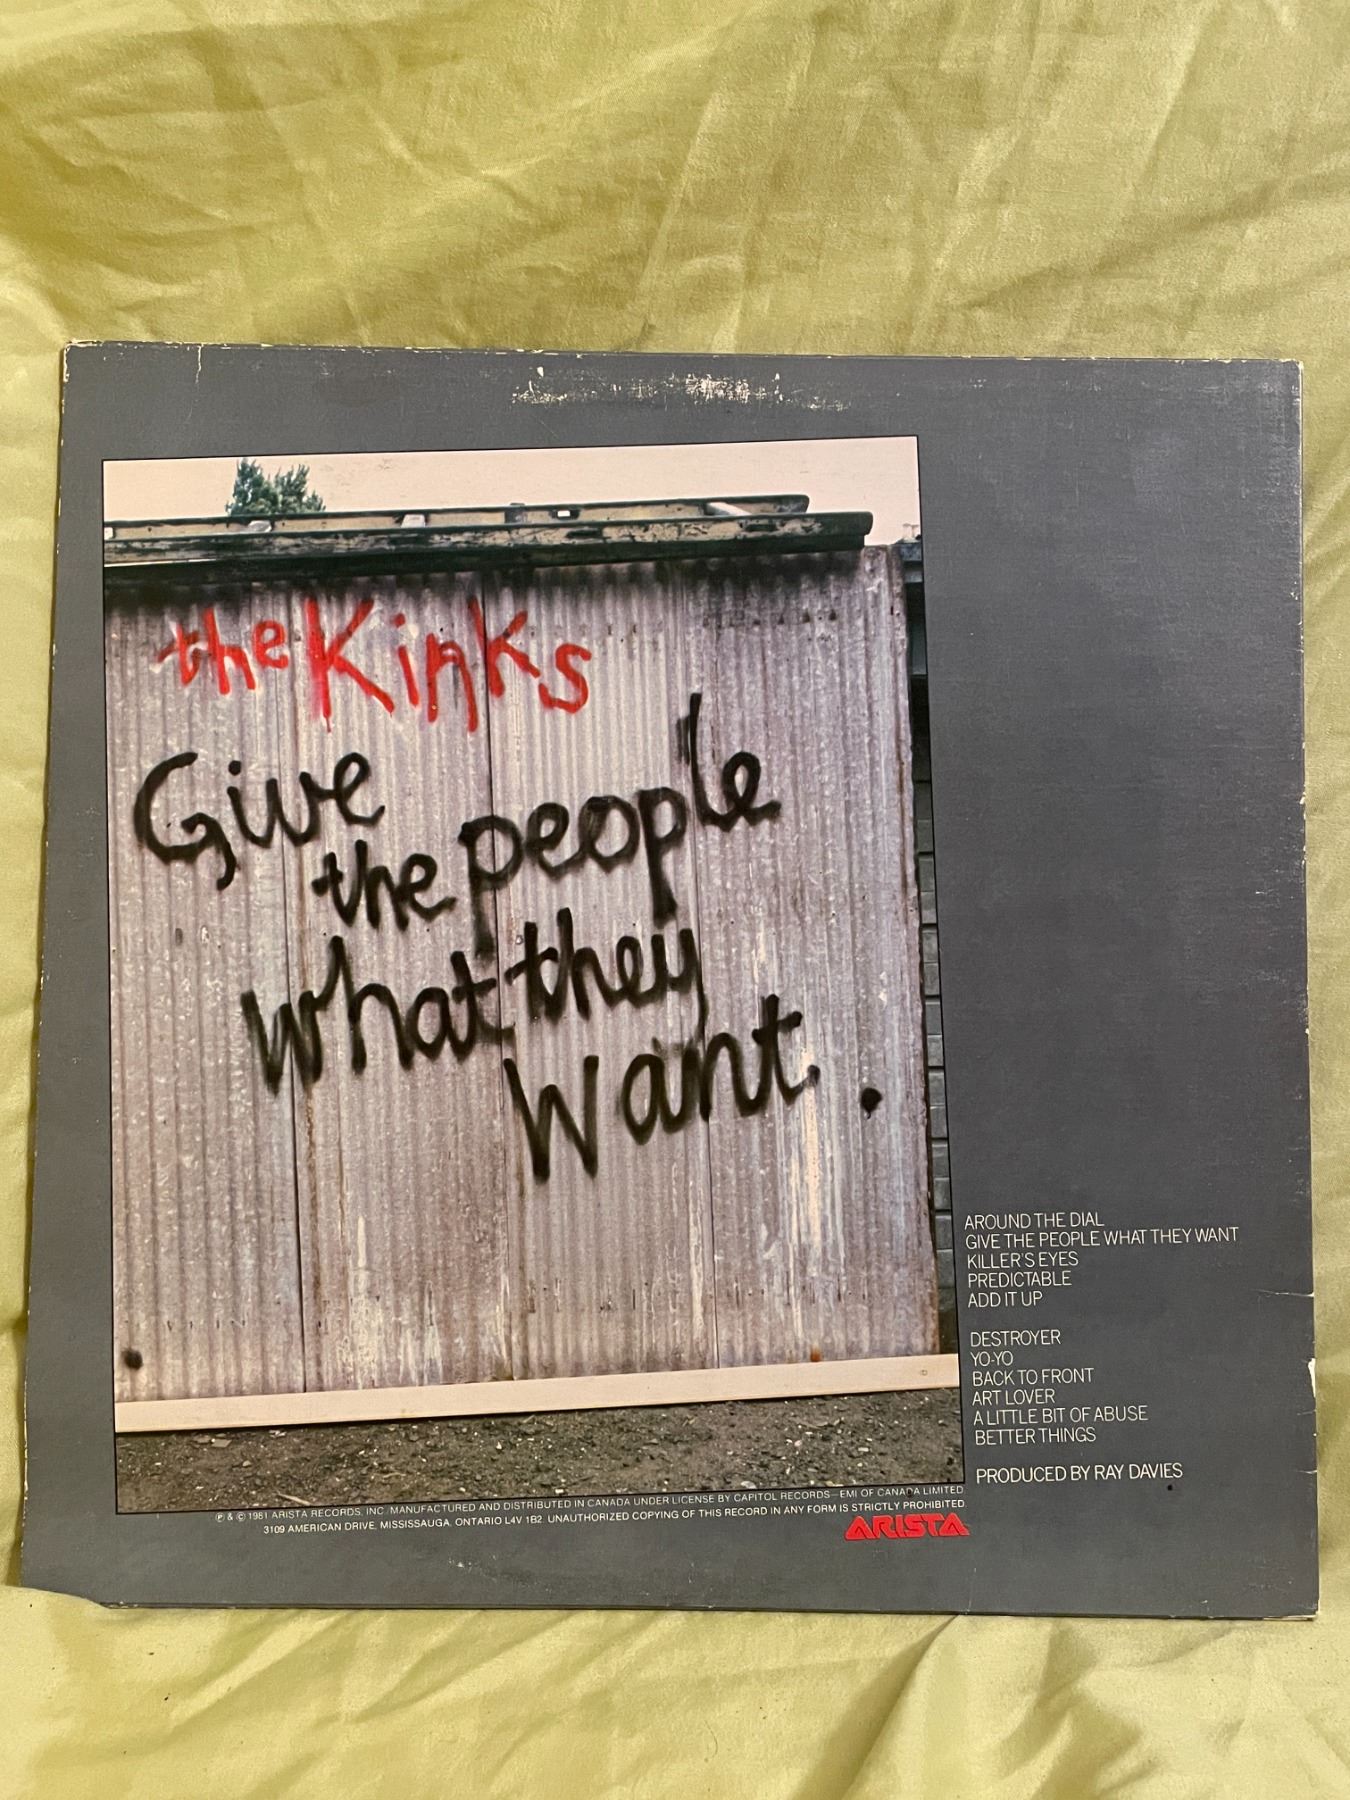 the Kinks
Give
the people
what they
want.
AROUND THE DIAL
GIVE THE PEOPLE WHAT THEY WANT
KILLER'S EYES
PREDICTABLE
ADD IT UP
DESTROYER
YO-YO
BACK TO FRONT
ART LOVER
A LITTLE BIT OF ABUSE
BETTER THINGS
PRODUCED BY RAY DAVIES
℗ & © 1981 ARISTA RECORDS, INC. MANUFACTURED AND DISTRIBUTED IN CANADA UNDER LICENSE BY CAPITOL RECORDS—EMI OF CANADA LIMITED
3109 AMERICAN DRIVE, MISSISSAUGA, ONTARIO L4V 1B2. UNAUTHORIZED COPYING OF THIS RECORD IN ANY FORM IS STRICTLY PROHIBITED.
ARISTA